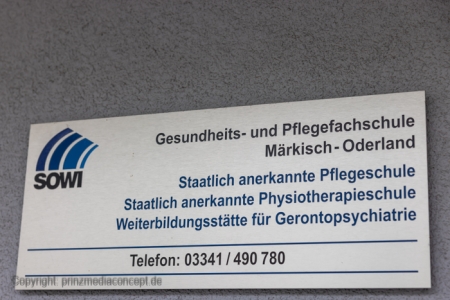 Gesundheits- und Pflegefachschule
Märkisch-Oderland
SOWI
Staatlich anerkannte Pflegeschule
Staatlich anerkannte Physiotherapieschule
Weiterbildungsstätte für Gerontopsychiatrie
Telefon: 03341 / 490 780
Copyright: prinzmediaconcept.de